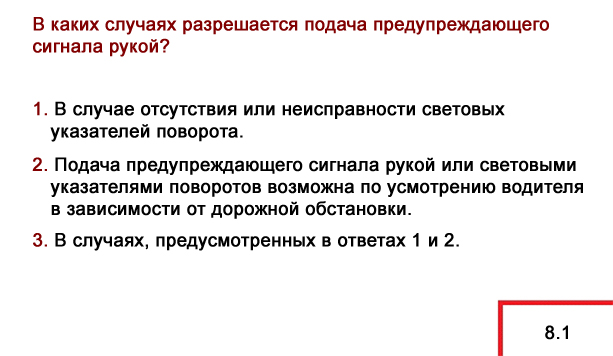 В каких случаях разрешается подача предупреждающего
сигнала рукой?
1. В случае отсутствия или неисправности световых
указателей поворота.
2. Подача предупреждающего сигнала рукой или световыми
указателями поворотов возможна по усмотрению водителя
в зависимости от дорожной обстановки.
3. В случаях, предусмотренных в ответах 1 и 2.
8.1